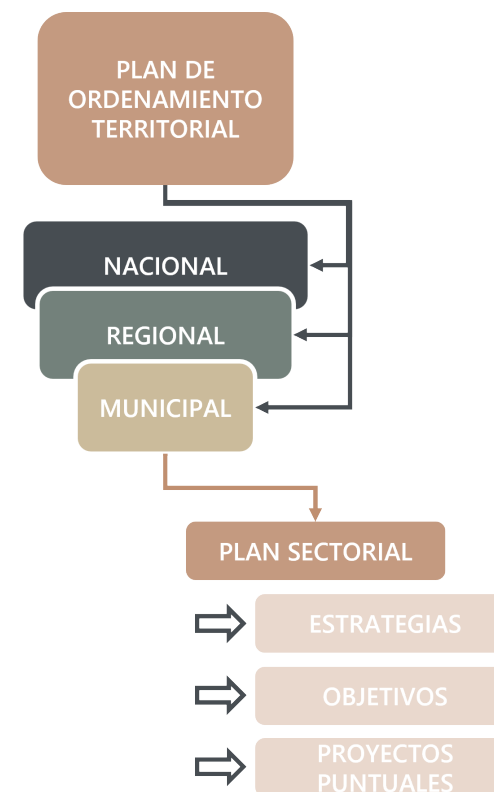 PLAN DE
ORDENAMIENTO
TERRITORIAL
NACIONAL
REGIONAL
MUNICIPAL
PLAN SECTORIAL
ESTRATEGIAS
OBJETIVOS
PROYECTOS
PUNTUALES